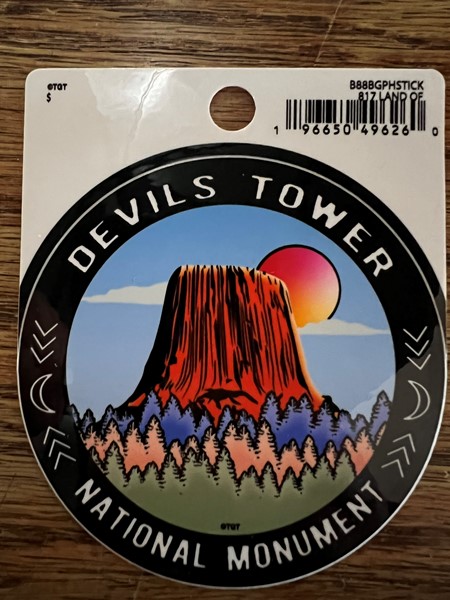 ©TGT
$
B88BGPHSTICK
817 LAND OF
1 96650 49626 0
DEVILS TOWER
©TGT
NATIONAL MONUMENT